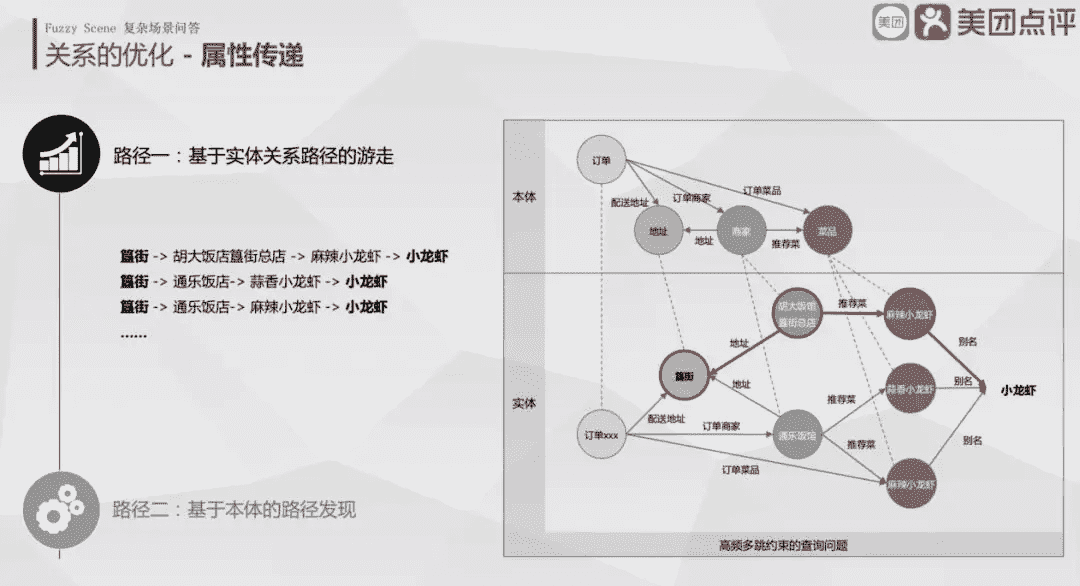 Fuzzy Scene 复杂场景问答
关系的优化 - 属性传递
美团
美团点评
路径一：基于实体关系路径的游走
簋街 -> 胡大饭店簋街总店 -> 麻辣小龙虾 -> 小龙虾
簋街 -> 通乐饭店-> 蒜香小龙虾 -> 小龙虾
簋街 -> 通乐饭店-> 麻辣小龙虾 -> 小龙虾
......
路径二：基于本体的路径发现
本体
订单
配送地址
订单商家
订单菜品
地址
地址
商家
推荐菜
菜品
实体
胡大饭馆
簋街总店
推荐菜
麻辣小龙虾
地址
别名
簋街
地址
蒜香小龙虾
别名
小龙虾
推荐菜
配送地址
订单xxx
订单商家
通乐饭馆
推荐菜
别名
订单菜品
麻辣小龙虾
高频多跳约束的查询问题